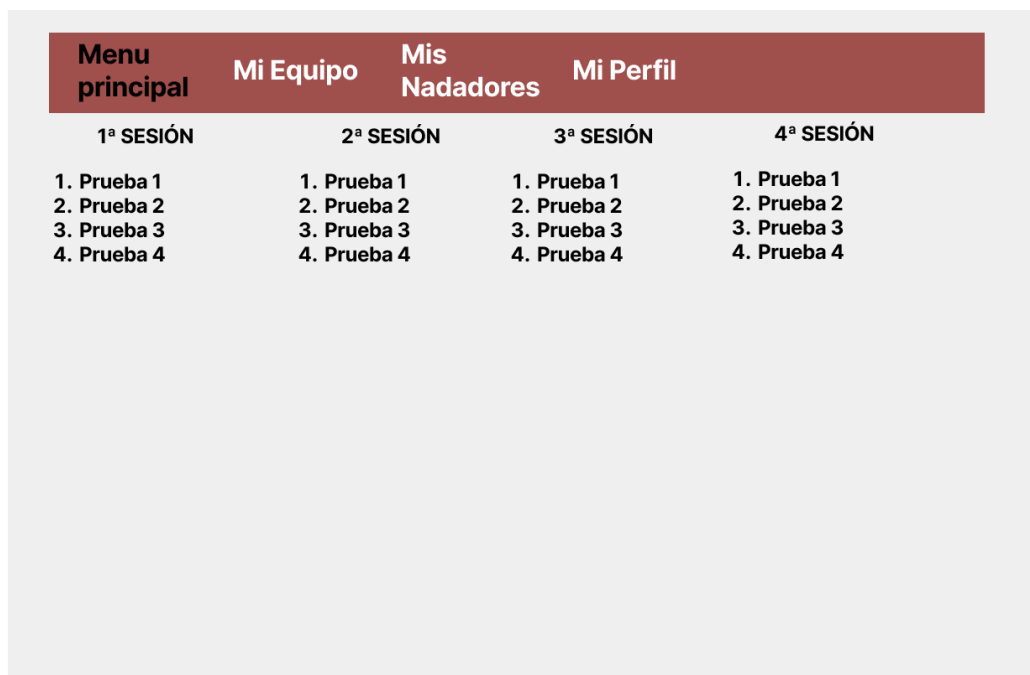 Menu
principal
Mi Equipo
Mis
Nadadores
Mi Perfil
1ª SESIÓN
1. Prueba 1
2. Prueba 2
3. Prueba 3
4. Prueba 4
2ª SESIÓN
1. Prueba 1
2. Prueba 2
3. Prueba 3
4. Prueba 4
3ª SESIÓN
1. Prueba 1
2. Prueba 2
3. Prueba 3
4. Prueba 4
4ª SESIÓN
1. Prueba 1
2. Prueba 2
3. Prueba 3
4. Prueba 4